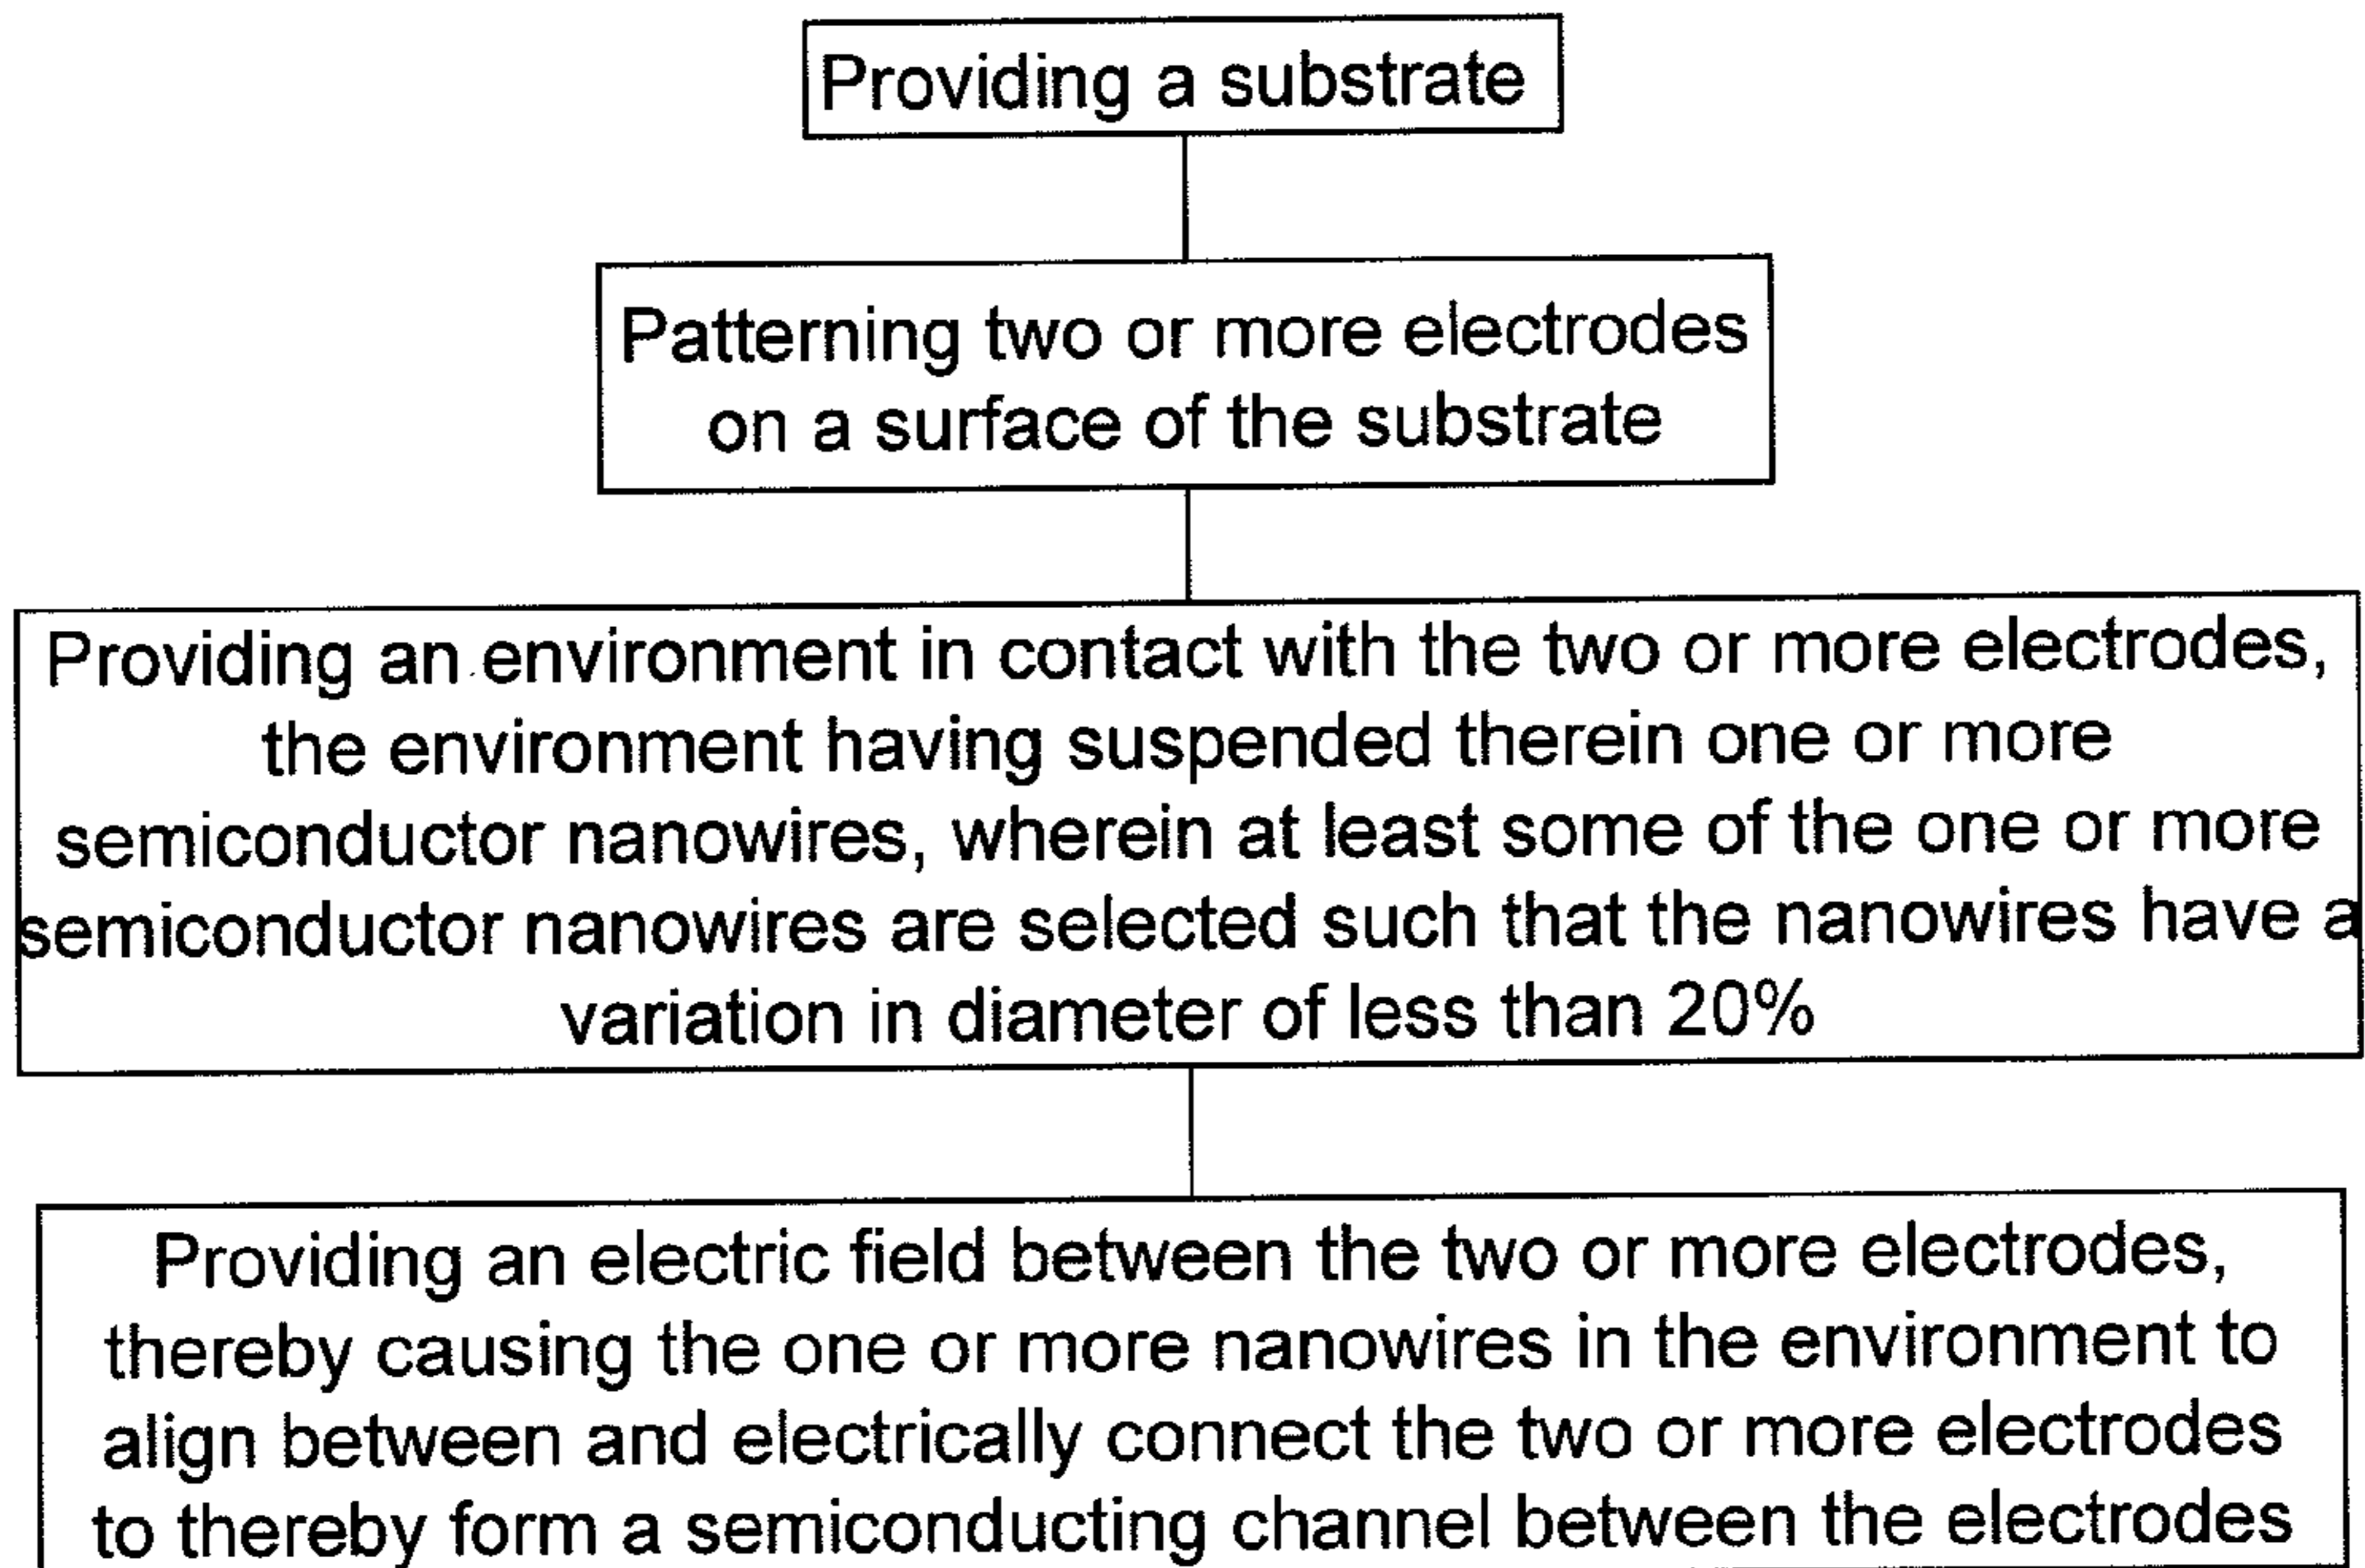 Providing a substrate
Patterning two or more electrodes
on a surface of the substrate
Providing an environment in contact with the two or more electrodes,
the environment having suspended therein one or more
semiconductor nanowires, wherein at least some of the one or more
semiconductor nanowires are selected such that the nanowires have a
variation in diameter of less than 20%
Providing an electric field between the two or more electrodes,
thereby causing the one or more nanowires in the environment to
align between and electrically connect the two or more electrodes
to thereby form a semiconducting channel between the electrodes